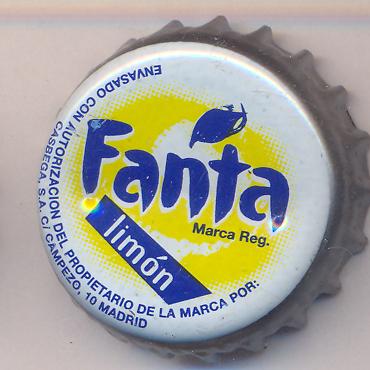 Fanta
Marca Reg.
limón
ENVASADO CON AUTORIZACION DEL PROPIETARIO DE LA MARCA POR:
CASBEGA, S.A. C/ CAMPEZO, 10 MADRID